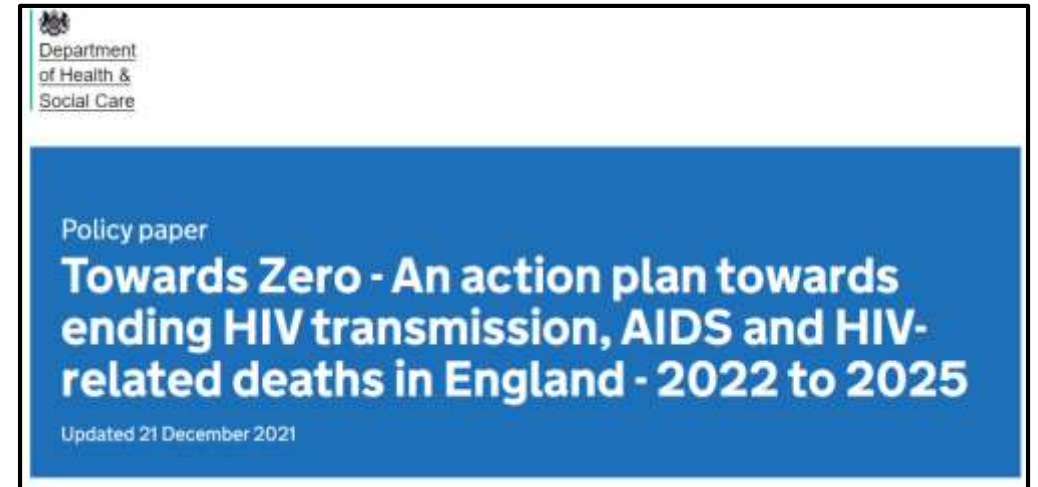 Department
of Health &
Social Care
Policy paper
Towards Zero - An action plan towards
ending HIV transmission, AIDS and HIV-
related deaths in England - 2022 to 2025
Updated 21 December 2021